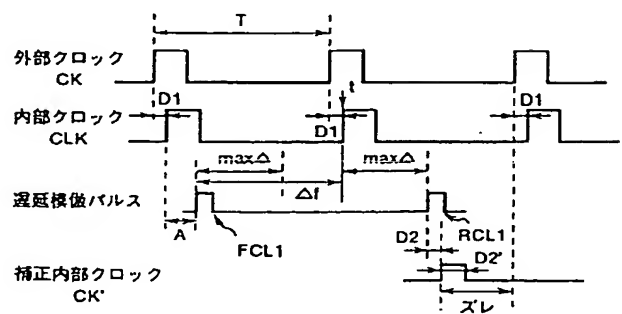 T
外部クロック
CK
t
D1
D1
D1
内部クロック
CLK
maxΔ
maxΔ
Δf
遅延模倣パルス
A
FCL1
D2
RCL1
D2'
補正内部クロック
CK'
ズレ